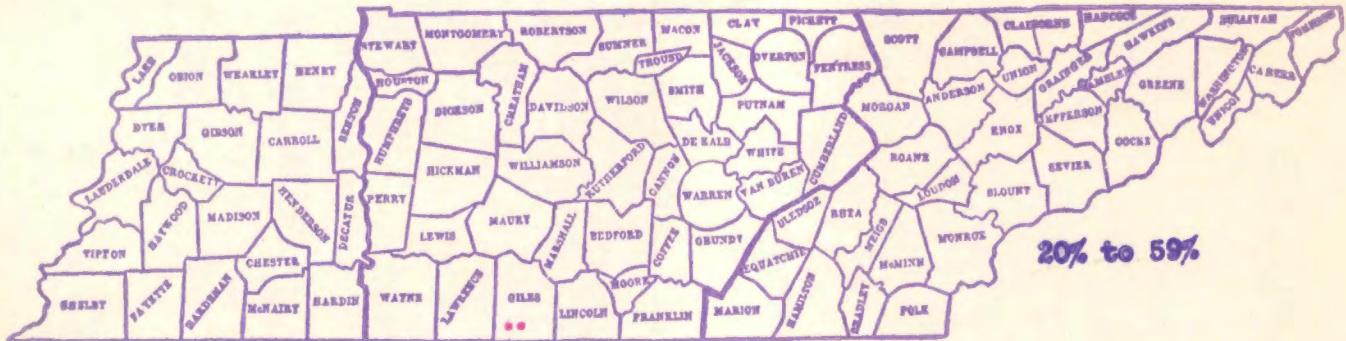 STEWART
MONTGOMERY
ROBERTSON
SUMNER
MACON
CLAY
PICKETT
SCOTT
CLAIBORNE
HANCOCK
HAWKINS
SULLIVAN
JOHNSON
LAKE
OBION
WEAKLEY
HENRY
HOUSTON
TROUSD
JACKSON
OVERTON
FENTRESS
CAMPBELL
UNION
GRAINGER
HAMBLEN
GREENE
WASHINGTON
CARTER
UNICOI
DYER
GIBSON
CARROLL
BENTON
HUMPHREYS
DICKSON
CHEATHAM
DAVIDSON
WILSON
SMITH
PUTNAM
MORGAN
ANDERSON
KNOX
JEFFERSON
COCKE
LAUDERDALE
CROCKETT
HICKMAN
WILLIAMSON
RUTHERFORD
CANNON
DE KALB
WHITE
VAN BUREN
CUMBERLAND
ROANE
LOUDON
BLOUNT
SEVIER
HAYWOOD
MADISON
HENDERSON
DECATUR
PERRY
LEWIS
MAURY
MARSHALL
BEDFORD
COFFEE
WARREN
GRUNDY
BLEDSOE
RHEA
MEIGS
McMINN
MONROE
TIPTON
CHESTER
MOORE
SEQUATCHIE
20% to 59%
SHELBY
FAYETTE
HARDEMAN
McNAIRY
HARDIN
WAYNE
LAWRENCE
GILES
LINCOLN
FRANKLIN
MARION
HAMILTON
BRADLEY
POLK